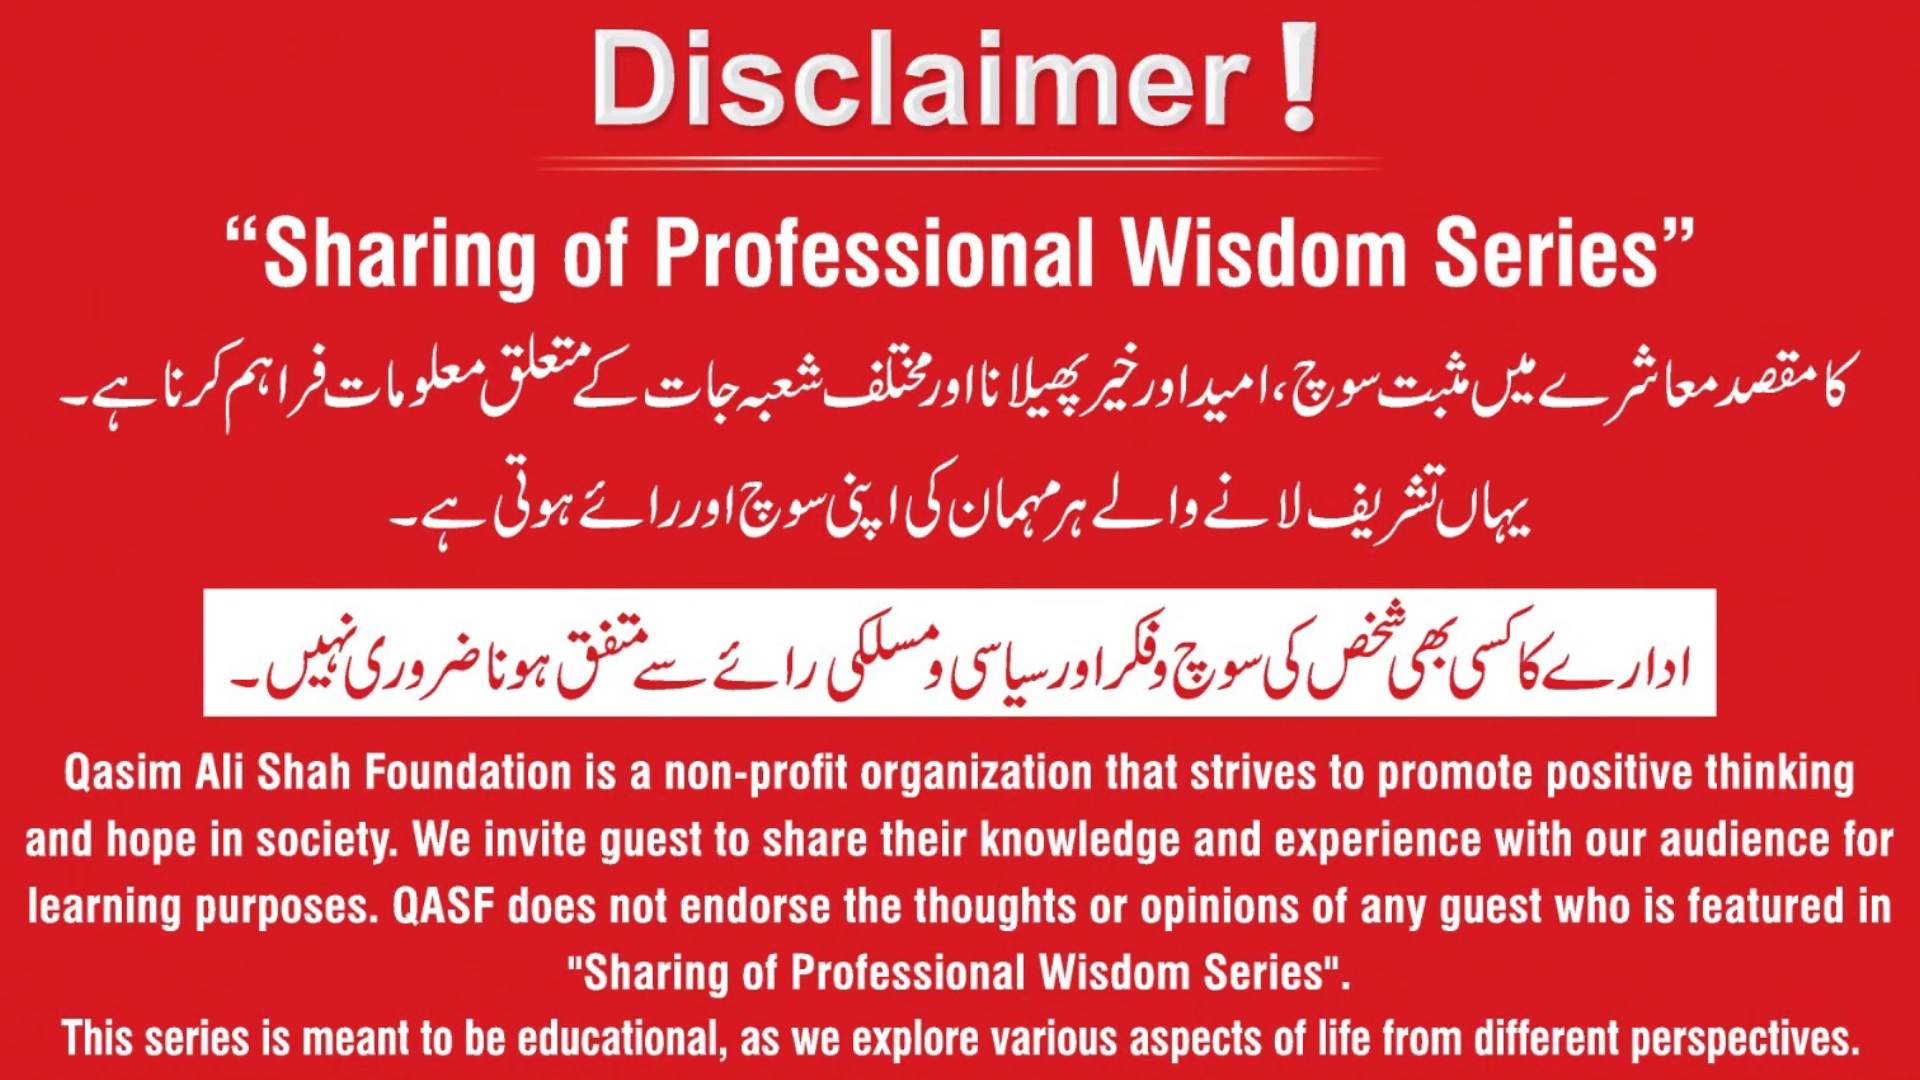 Disclaimer!
“Sharing of Professional Wisdom Series”
کا مقصد معاشرے میں مثبت سوچ، امید اور خیر پھیلانا اور مختلف شعبہ جات کے متعلق معلومات فراہم کرنا ہے۔
یہاں تشریف لانے والے ہر مہمان کی اپنی سوچ اور رائے ہوتی ہے۔
ادارے کا کسی بھی شخص کی سوچ و فکر اور سیاسی و مسلکی رائے سے متفق ہونا ضروری نہیں۔
Qasim Ali Shah Foundation is a non-profit organization that strives to promote positive thinking
and hope in society. We invite guest to share their knowledge and experience with our audience for
learning purposes. QASF does not endorse the thoughts or opinions of any guest who is featured in
"Sharing of Professional Wisdom Series".
This series is meant to be educational, as we explore various aspects of life from different perspectives.